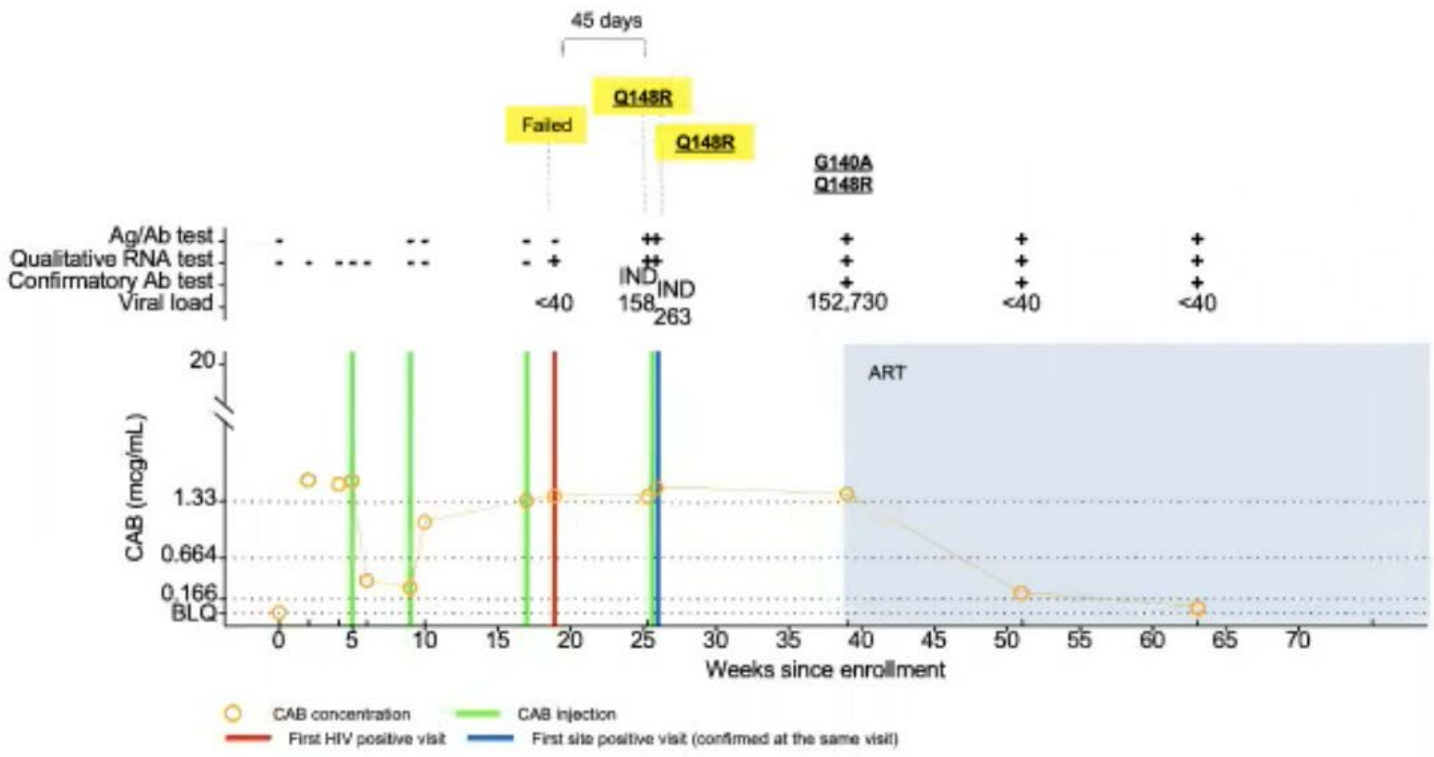 45 days
Q148R
Failed
Q148R
G140A
Q148R
Ag/Ab test - - - - - ++ + + +
Qualitative RNA test - - - - - - - - + ++ + + +
Confirmatory Ab test IND IND + + +
Viral load <40 158 263 152,730 <40 <40
20
ART
CAB (mcg/mL)
1.33
0.664
0.166
BLQ
0 5 10 15 20 25 30 35 40 45 50 55 60 65 70
Weeks since enrollment
CAB concentration CAB injection
First HIV positive visit First site positive visit (confirmed at the same visit)